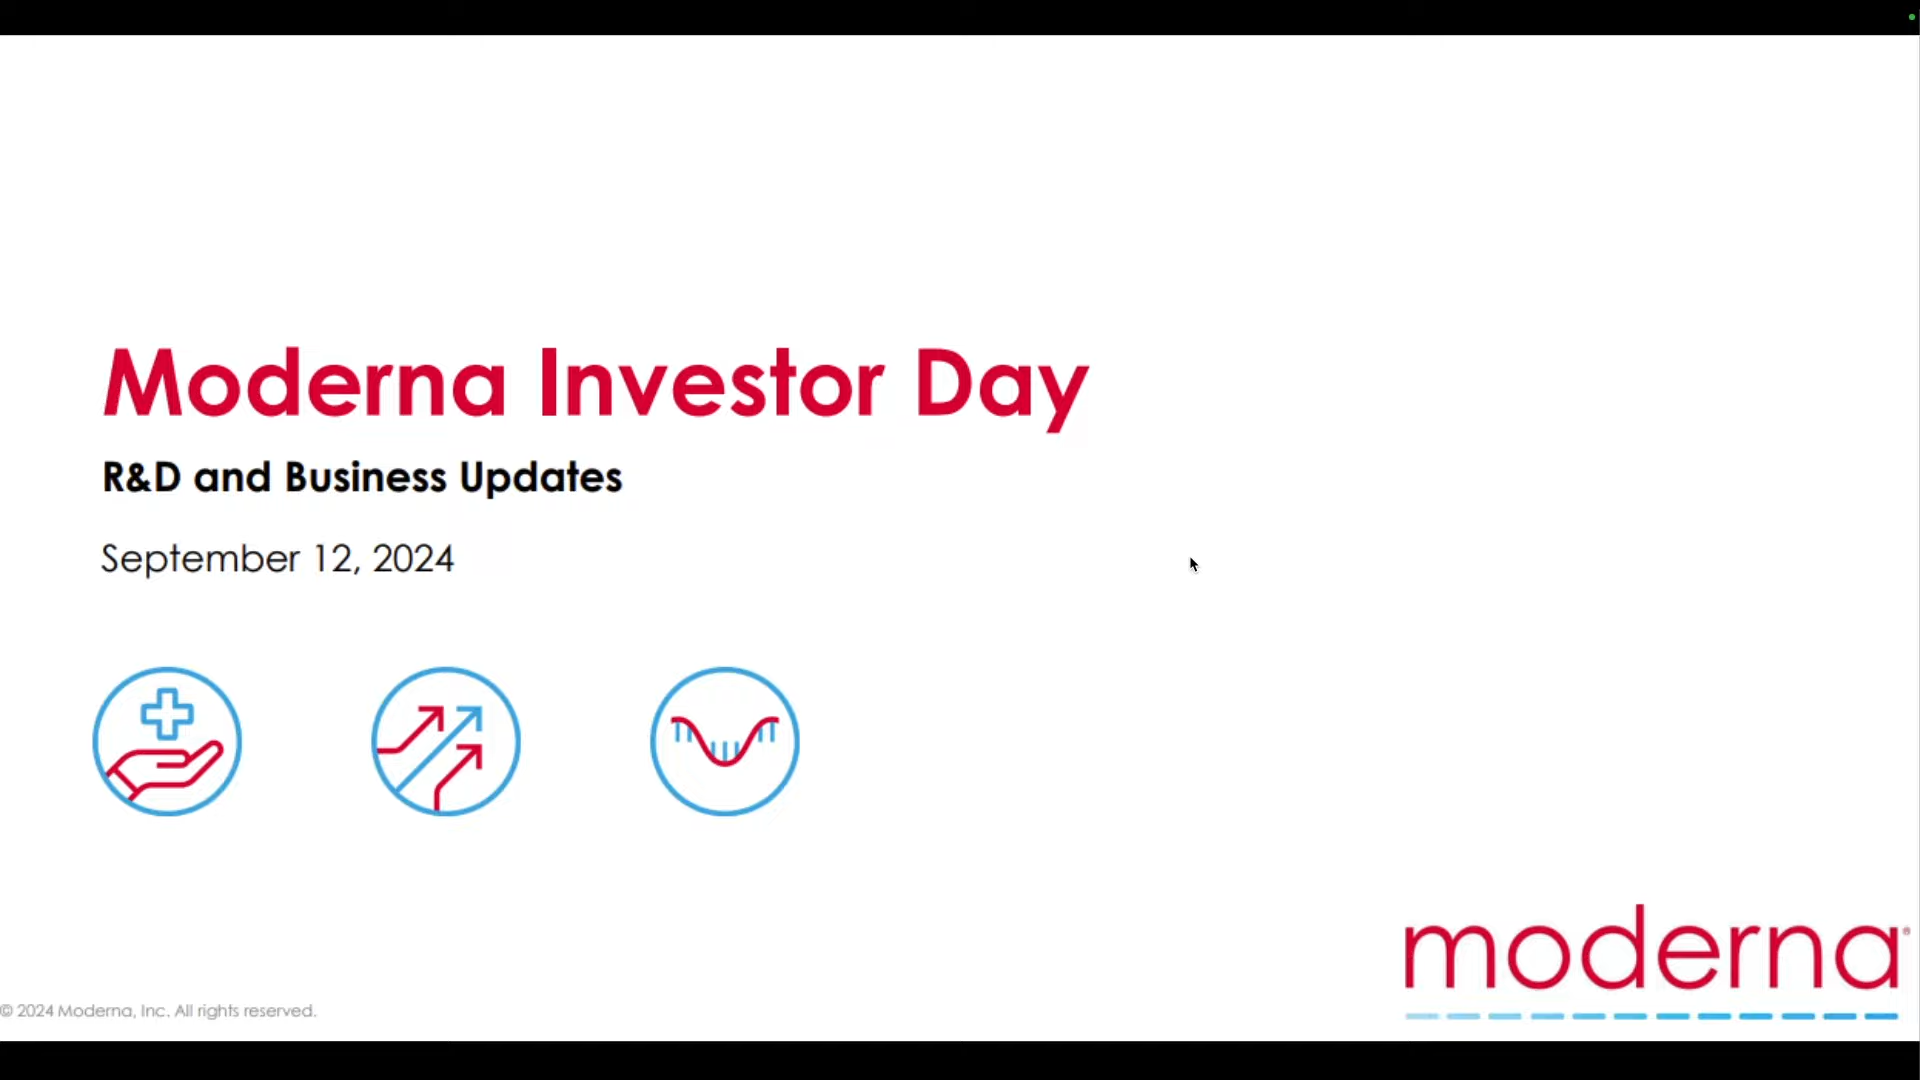 Moderna Investor Day
R&D and Business Updates
September 12, 2024
moderna®
© 2024 Moderna, Inc. All rights reserved.